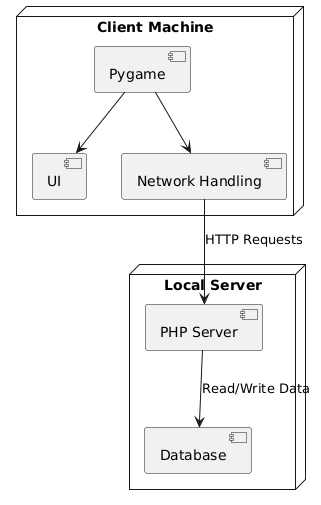 Client Machine
Pygame
UI
Network Handling
HTTP Requests
Local Server
PHP Server
Read/Write Data
Database